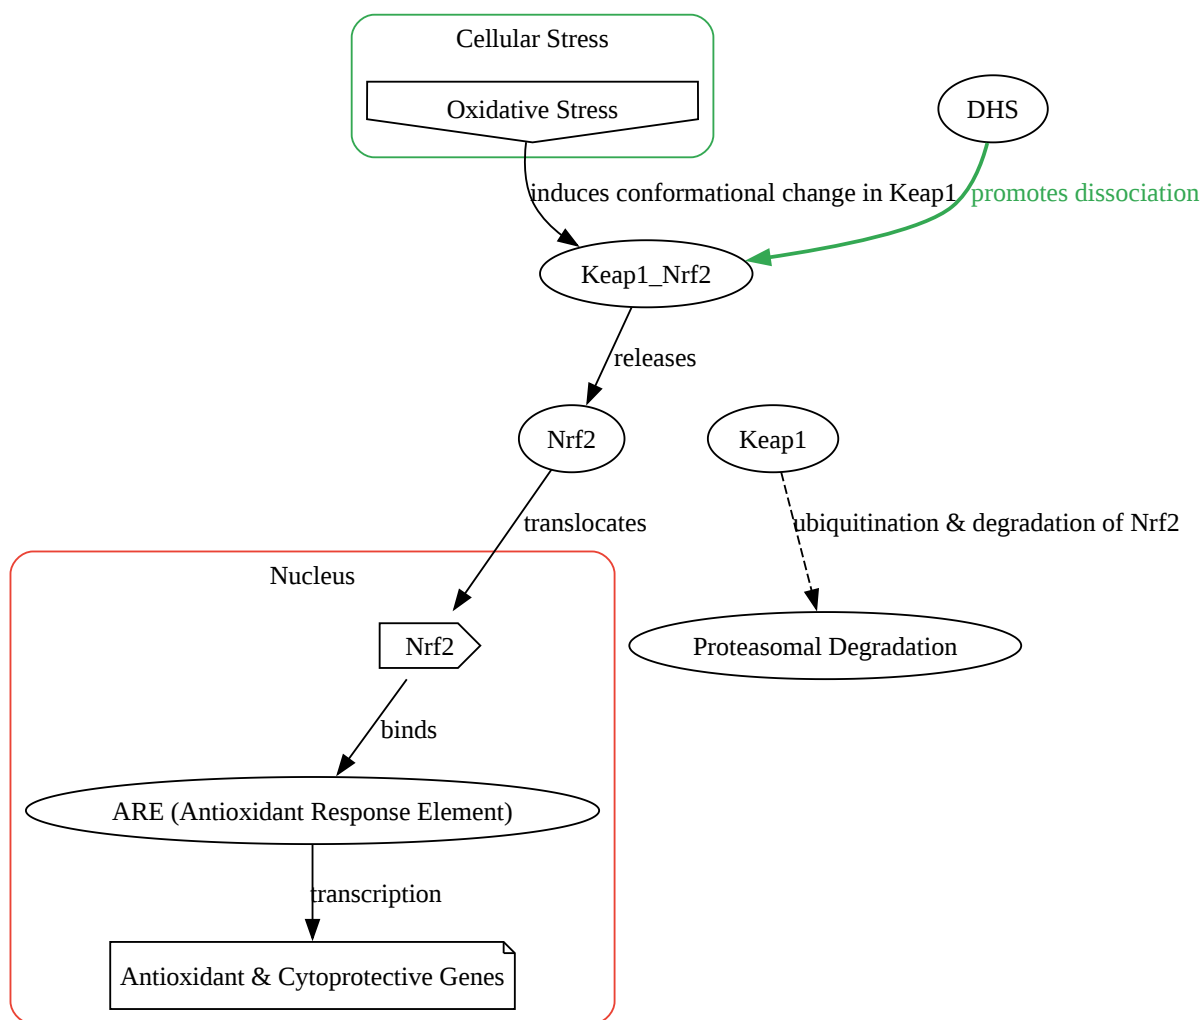 Cellular Stress
Oxidative Stress
DHS
induces conformational change in Keap1
promotes dissociation
Keap1_Nrf2
releases
Nrf2
Keap1
translocates
ubiquitination & degradation of Nrf2
Nucleus
Nrf2
Proteasomal Degradation
binds
ARE (Antioxidant Response Element)
transcription
Antioxidant & Cytoprotective Genes